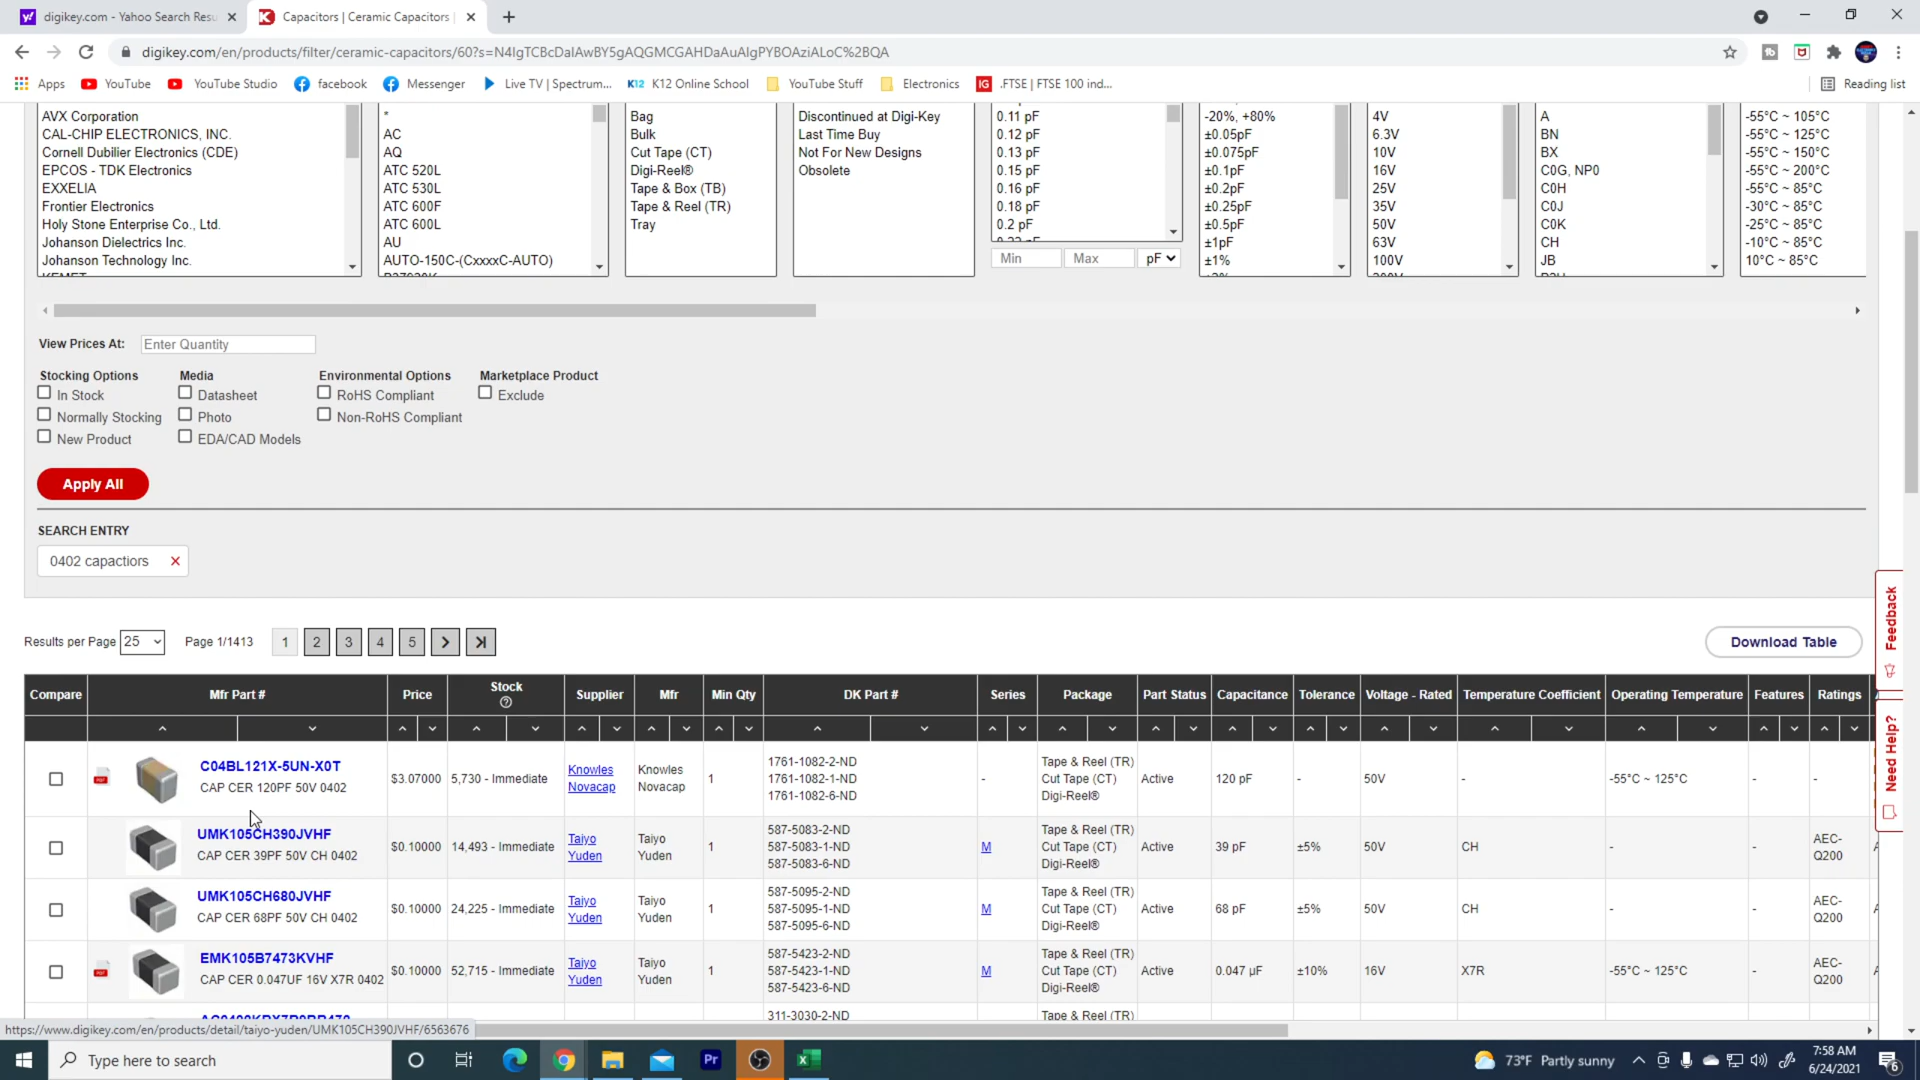 digikey.com - Yahoo Search Resu
Capacitors | Ceramic Capacitors
digikey.com/en/products/filter/ceramic-capacitors/60?s=N4IgTCBcDaIAwBY5gAQGMCGAHDaAuAIgPYBOAziALoC%2BQA
Apps YouTube YouTube Studio facebook Messenger Live TV | Spectrum... K12 K12 Online School YouTube Stuff Electronics IG .FTSE | FTSE 100 ind... Reading list
AVX Corporation
CAL-CHIP ELECTRONICS, INC.
Cornell Dubilier Electronics (CDE)
EPCOS - TDK Electronics
EXXELIA
Frontier Electronics
Holy Stone Enterprise Co., Ltd.
Johanson Dielectrics Inc.
Johanson Technology Inc.
KEMET
*
AC
AQ
ATC 520L
ATC 530L
ATC 600F
ATC 600L
AU
AUTO-150C-(CxxxxC-AUTO)
Bag
Bulk
Cut Tape (CT)
Digi-Reel®
Tape & Box (TB)
Tape & Reel (TR)
Tray
Discontinued at Digi-Key
Last Time Buy
Not For New Designs
Obsolete
0.11 pF
0.12 pF
0.13 pF
0.15 pF
0.16 pF
0.18 pF
0.2 pF
Min Max pF
-20%, +80%
±0.05pF
±0.075pF
±0.1pF
±0.2pF
±0.25pF
±0.5pF
±1pF
±1%
4V
6.3V
10V
16V
25V
35V
50V
63V
100V
A
BN
BX
C0G, NP0
C0H
C0J
C0K
CH
JB
-55°C ~ 105°C
-55°C ~ 125°C
-55°C ~ 150°C
-55°C ~ 200°C
-55°C ~ 85°C
-30°C ~ 85°C
-25°C ~ 85°C
-10°C ~ 85°C
10°C ~ 85°C
View Prices At: Enter Quantity
Stocking Options Media Environmental Options Marketplace Product
In Stock Datasheet RoHS Compliant Exclude
Normally Stocking Photo Non-RoHS Compliant
New Product EDA/CAD Models
Apply All
SEARCH ENTRY
0402 capactiors
Feedback
Need Help?
Results per Page 25 Page 1/1413 1 2 3 4 5 Download Table
Compare Mfr Part # Price Stock Supplier Mfr Min Qty DK Part # Series Package Part Status Capacitance Tolerance Voltage - Rated Temperature Coefficient Operating Temperature Features Ratings
C04BL121X-5UN-X0T
CAP CER 120PF 50V 0402
$3.07000 5,730 - Immediate
Knowles
Novacap
Knowles
Novacap
1
1761-1082-2-ND
1761-1082-1-ND
1761-1082-6-ND
-
Tape & Reel (TR)
Cut Tape (CT)
Digi-Reel®
Active 120 pF - 50V - -55°C ~ 125°C - -
UMK105CH390JVHF
CAP CER 39PF 50V CH 0402
$0.10000 14,493 - Immediate
Taiyo
Yuden
Taiyo
Yuden
1
587-5083-2-ND
587-5083-1-ND
587-5083-6-ND
M
Tape & Reel (TR)
Cut Tape (CT)
Digi-Reel®
Active 39 pF ±5% 50V CH - -
AEC-
Q200
UMK105CH680JVHF
CAP CER 68PF 50V CH 0402
$0.10000 24,225 - Immediate
Taiyo
Yuden
Taiyo
Yuden
1
587-5095-2-ND
587-5095-1-ND
587-5095-6-ND
M
Tape & Reel (TR)
Cut Tape (CT)
Digi-Reel®
Active 68 pF ±5% 50V CH - -
AEC-
Q200
EMK105B7473KVHF
CAP CER 0.047UF 16V X7R 0402
$0.10000 52,715 - Immediate
Taiyo
Yuden
Taiyo
Yuden
1
587-5423-2-ND
587-5423-1-ND
587-5423-6-ND
M
Tape & Reel (TR)
Cut Tape (CT)
Digi-Reel®
Active 0.047 µF ±10% 16V X7R -55°C ~ 125°C -
AEC-
Q200
311-3030-2-ND
Tape & Reel (TR)
https://www.digikey.com/en/products/detail/taiyo-yuden/UMK105CH390JVHF/6563676
Type here to search
Pr
73°F Partly sunny
7:58 AM
6/24/2021
6